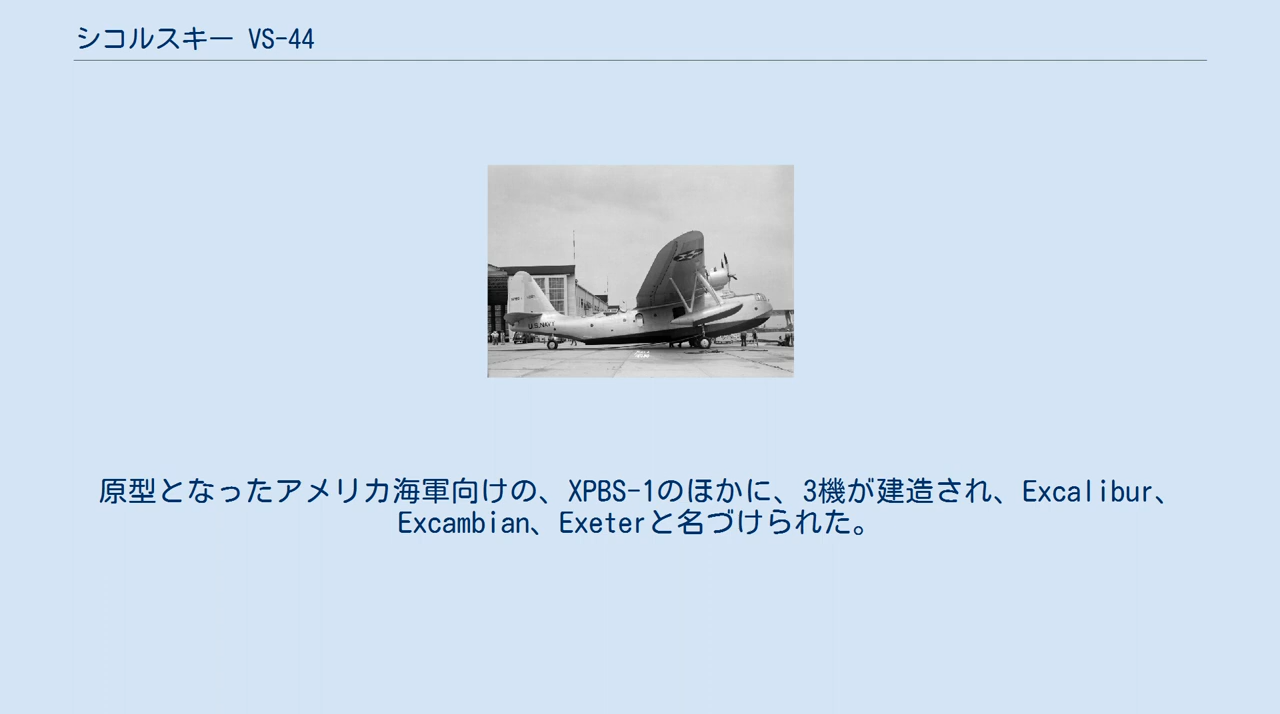 シコルスキー VS-44
U.S.NAVY
原型となったアメリカ海軍向けの、XPBS-1のほかに、3機が建造され、Excalibur、
Excambian、Exeterと名づけられた。